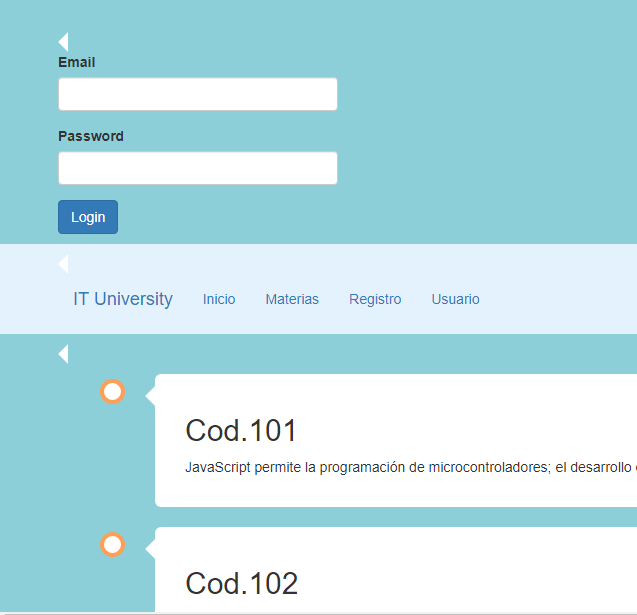 Email
Password
Login
IT University Inicio Materias Registro Usuario
Cod.101
JavaScript permite la programación de microcontroladores; el desarrollo
Cod.102